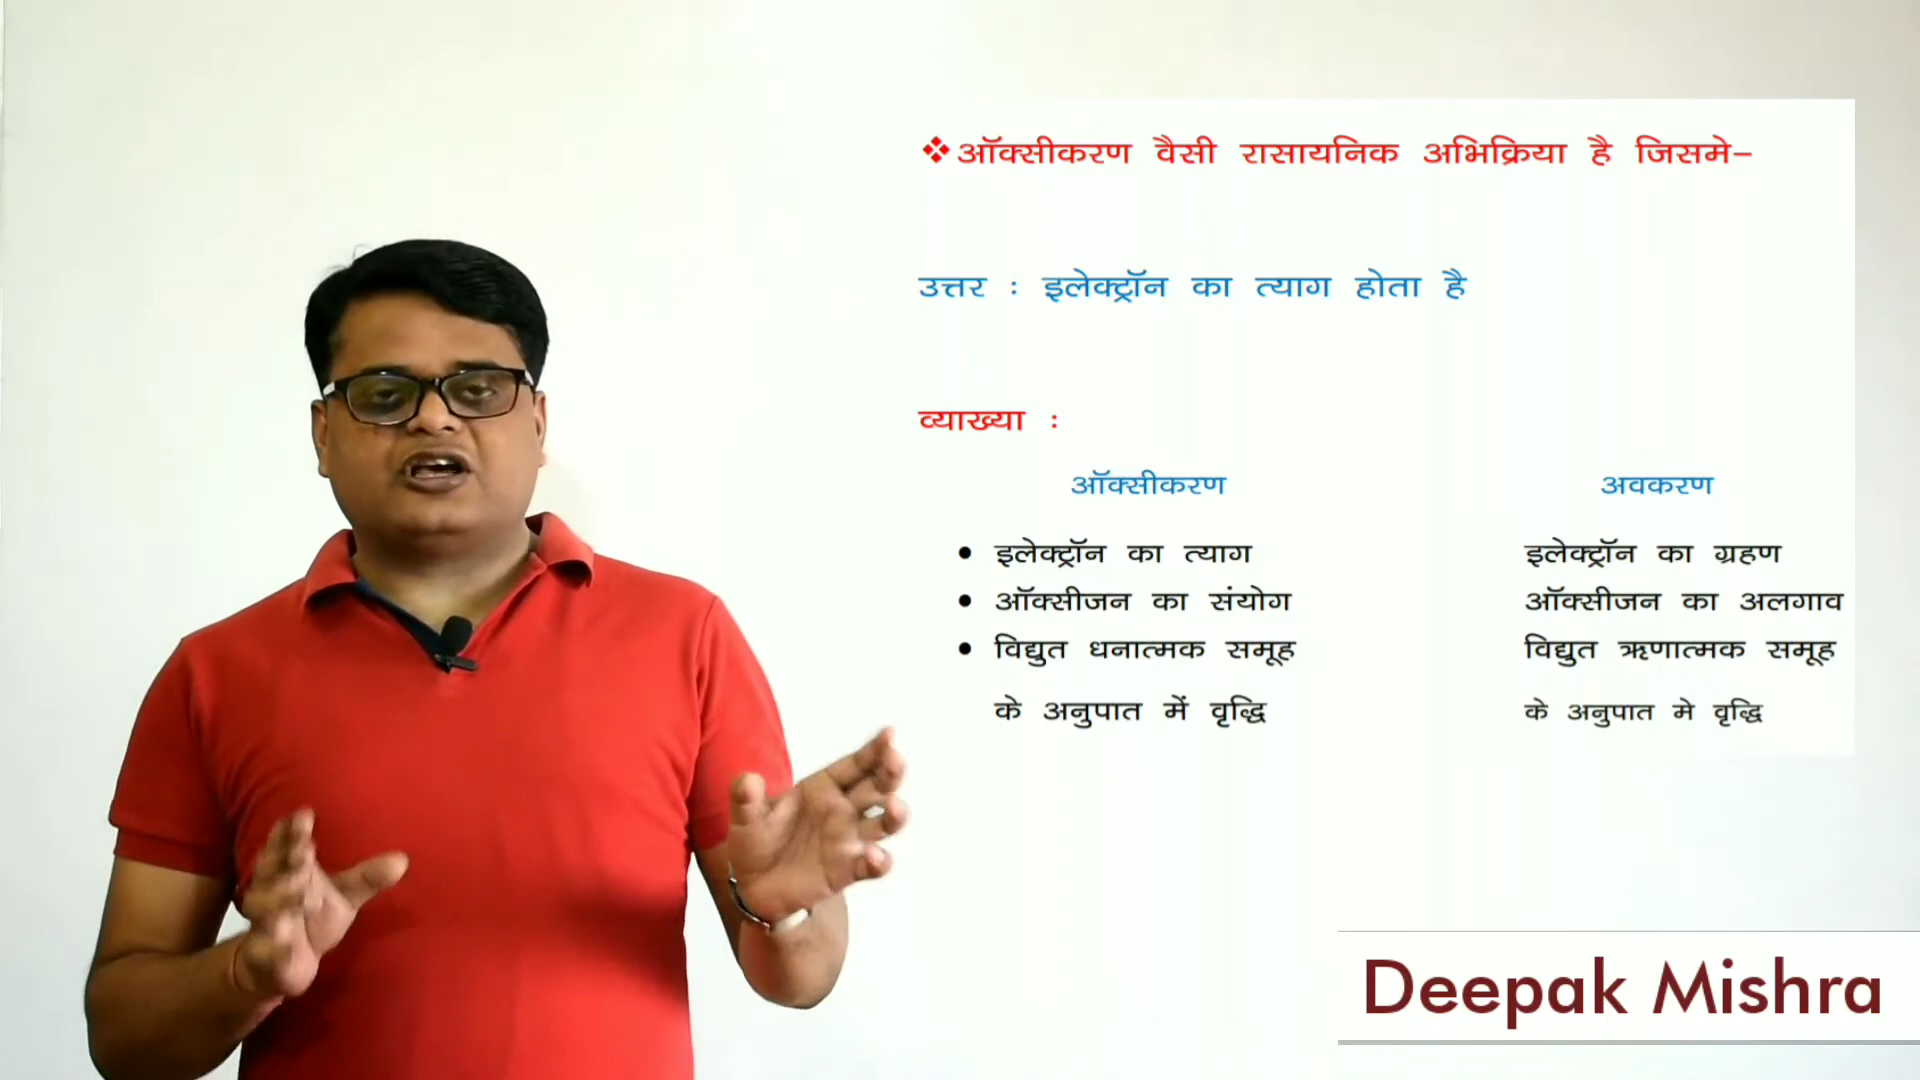 ❖ऑक्सीकरण वैसी रासायनिक अभिक्रिया है जिसमे–
उत्तर : इलेक्ट्रॉन का त्याग होता है
व्याख्या :
ऑक्सीकरण अवकरण
• इलेक्ट्रॉन का त्याग इलेक्ट्रॉन का ग्रहण
• ऑक्सीजन का संयोग ऑक्सीजन का अलगाव
• विद्युत धनात्मक समूह विद्युत ऋणात्मक समूह
के अनुपात में वृद्धि के अनुपात मे वृद्धि
Deepak Mishra